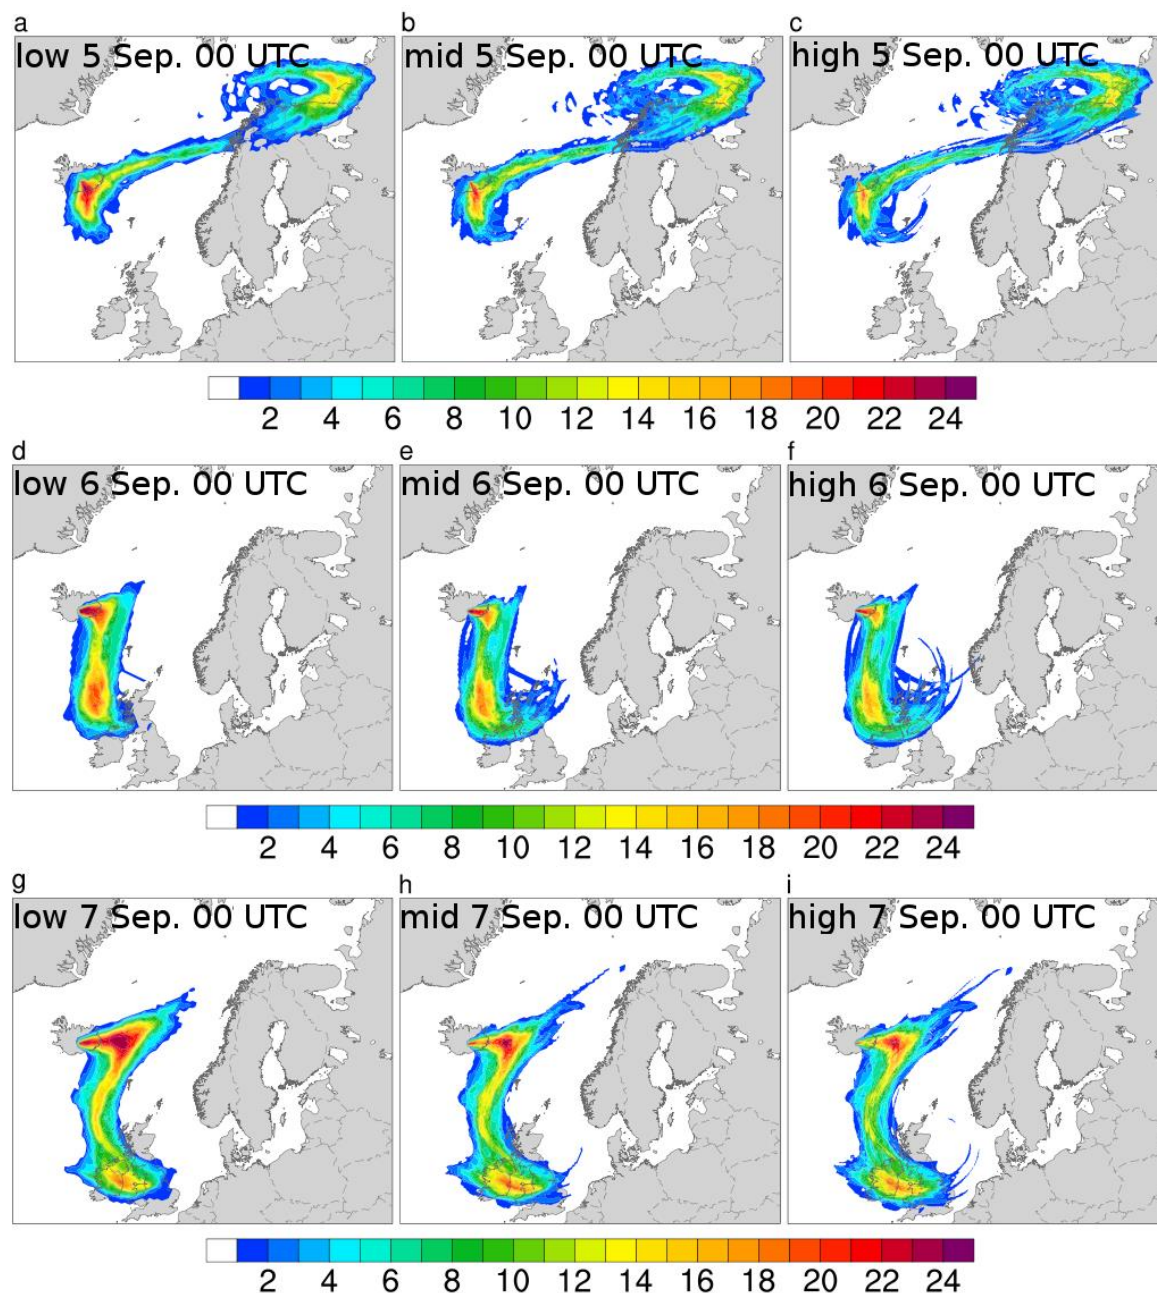 a b c
low 5 Sep. 00 UTC mid 5 Sep. 00 UTC high 5 Sep. 00 UTC
2 4 6 8 10 12 14 16 18 20 22 24
d e f
low 6 Sep. 00 UTC mid 6 Sep. 00 UTC high 6 Sep. 00 UTC
2 4 6 8 10 12 14 16 18 20 22 24
g h i
low 7 Sep. 00 UTC mid 7 Sep. 00 UTC high 7 Sep. 00 UTC
2 4 6 8 10 12 14 16 18 20 22 24